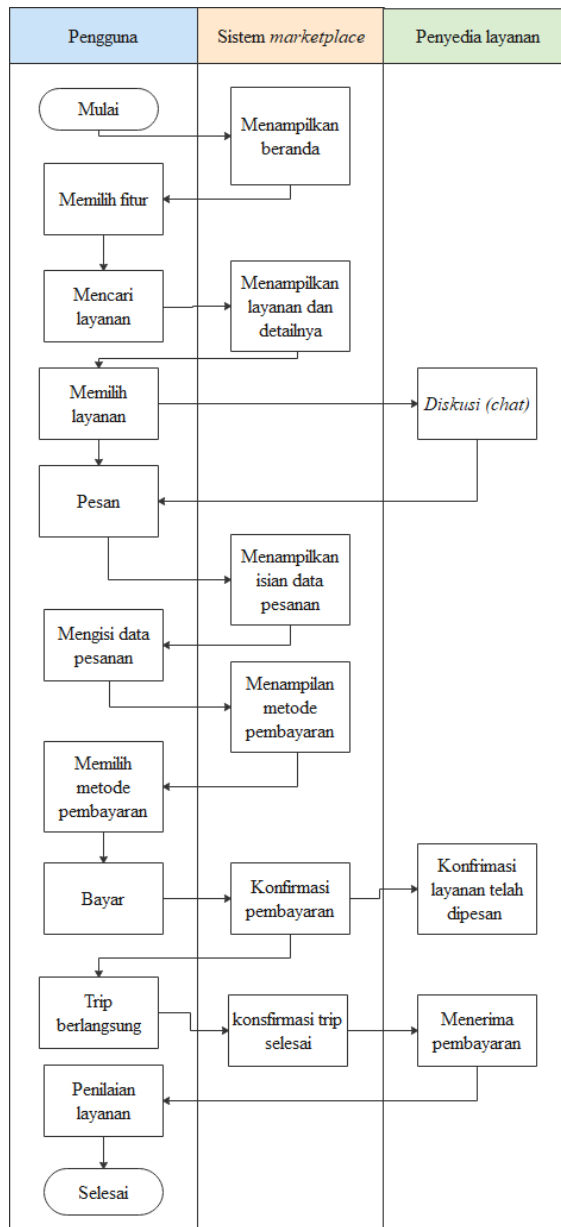 Pengguna
Sistem marketplace
Penyedia layanan
Mulai
Menampilkan
beranda
Memilih fitur
Mencari
layanan
Menampilkan
layanan dan
detailnya
Memilih
layanan
Diskusi (chat)
Pesan
Menampilkan
isian data
pesanan
Mengisi data
pesanan
Menampilan
metode
pembayaran
Memilih
metode
pembayaran
Bayar
Konfirmasi
pembayaran
Konfrimasi
layanan telah
dipesan
Trip
berlangsung
konsfirmasi trip
selesai
Menerima
pembayaran
Penilaian
layanan
Selesai